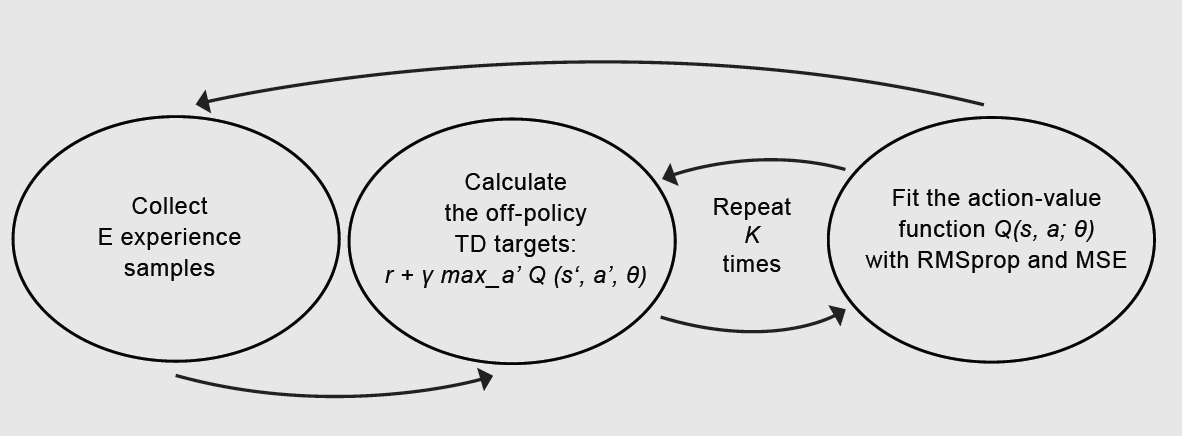 Collect
E experience
samples
Calculate
the off-policy
TD targets:
r + γ max_a’ Q (s‘, a’, θ)
Repeat
K
times
Fit the action-value
function Q(s, a; θ)
with RMSprop and MSE